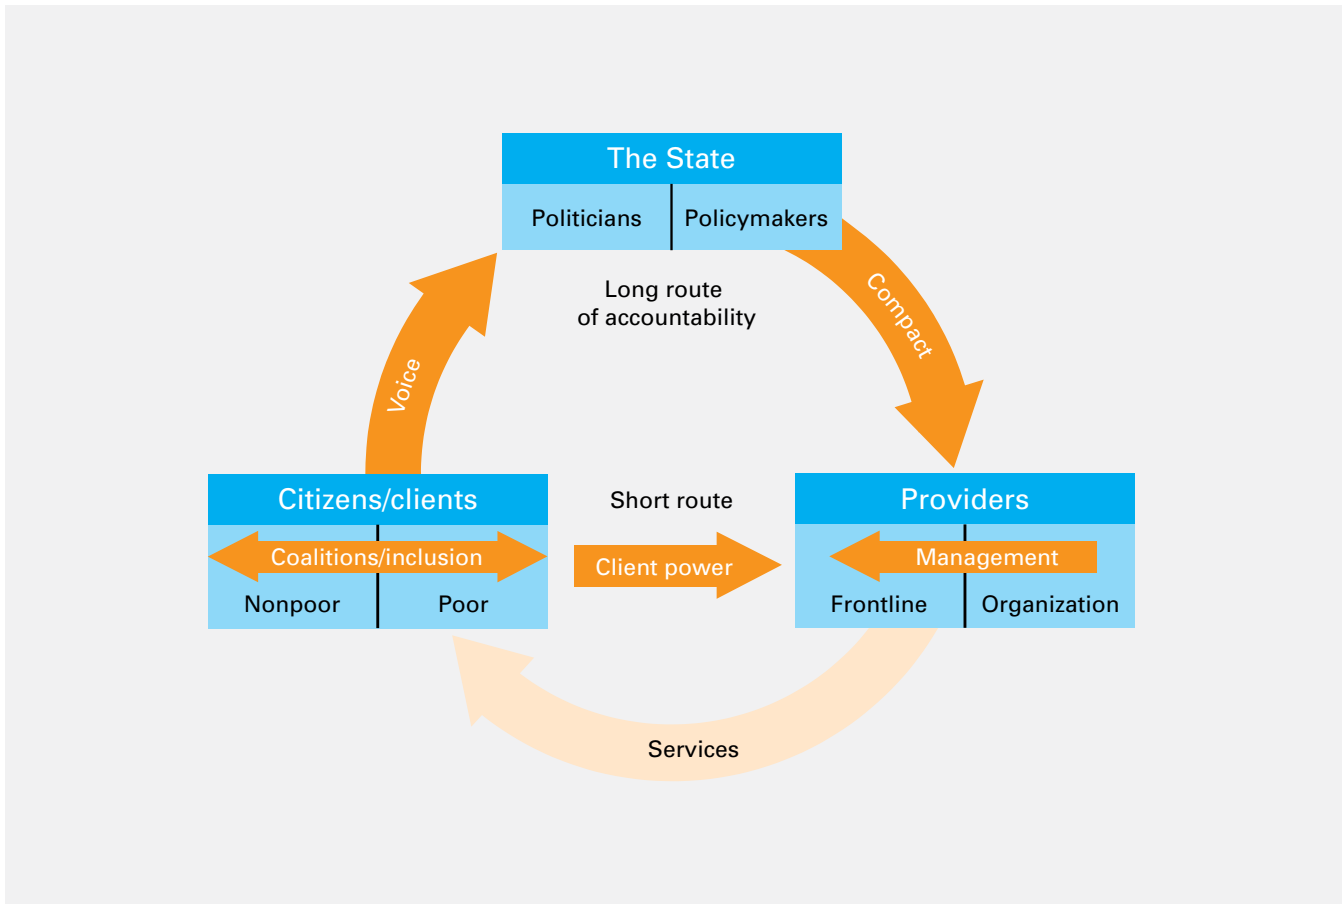 The State
Politicians
Policymakers
Long route
of accountability
Compact
Voice
Citizens/clients
Coalitions/inclusion
Nonpoor
Poor
Short route
Client power
Providers
Management
Frontline
Organization
Services